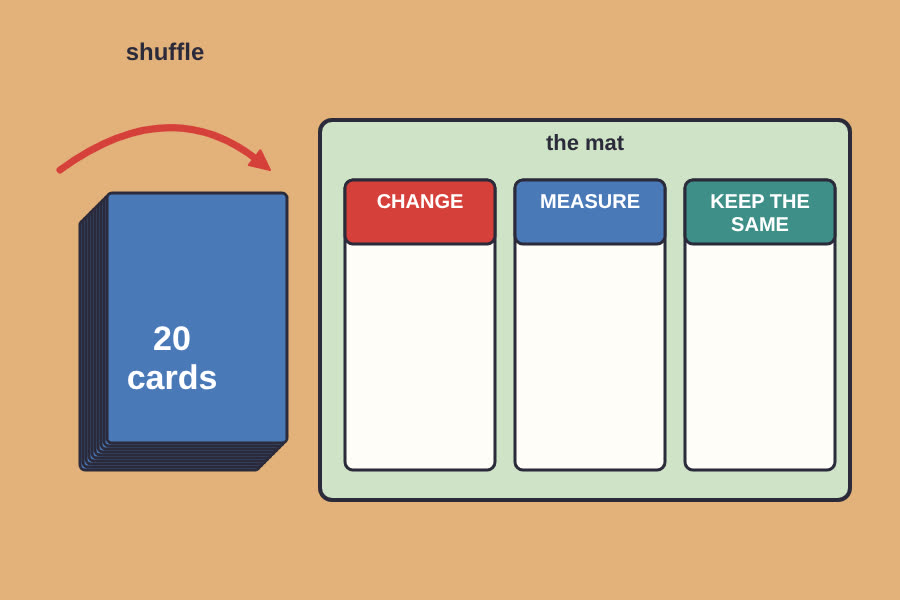 shuffle
the mat
CHANGE
MEASURE
KEEP THE
SAME
20
cards